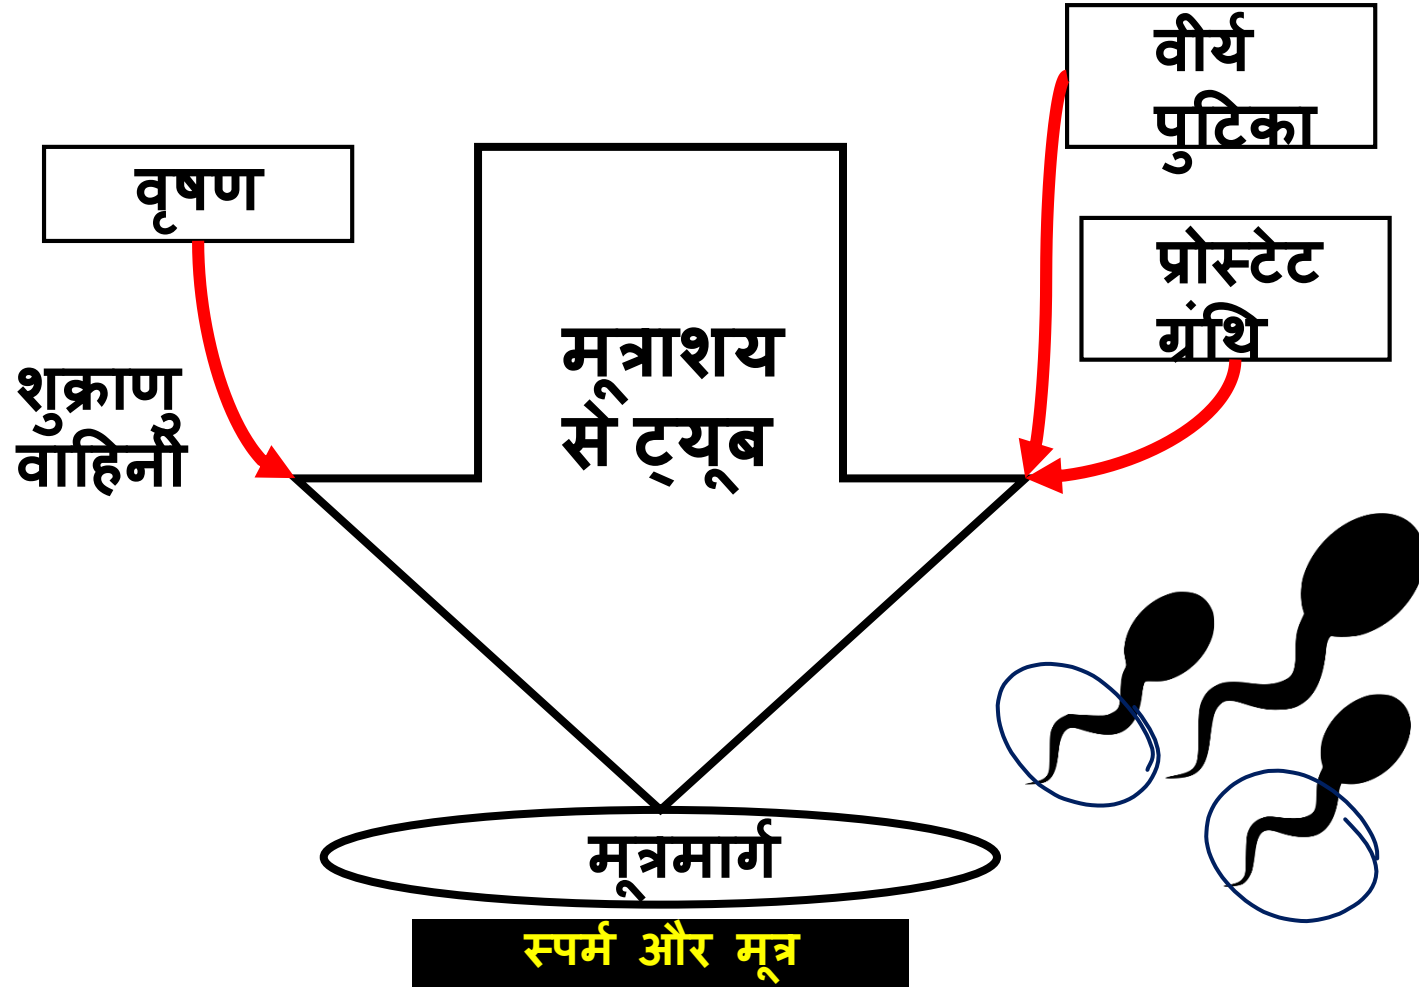 वीर्य
पुटिका
वृषण
प्रोस्टेट
ग्रंथि
मूत्राशय
से ट्यूब
शुक्राणु
वाहिनी
मूत्रमार्ग
स्पर्म और मूत्र